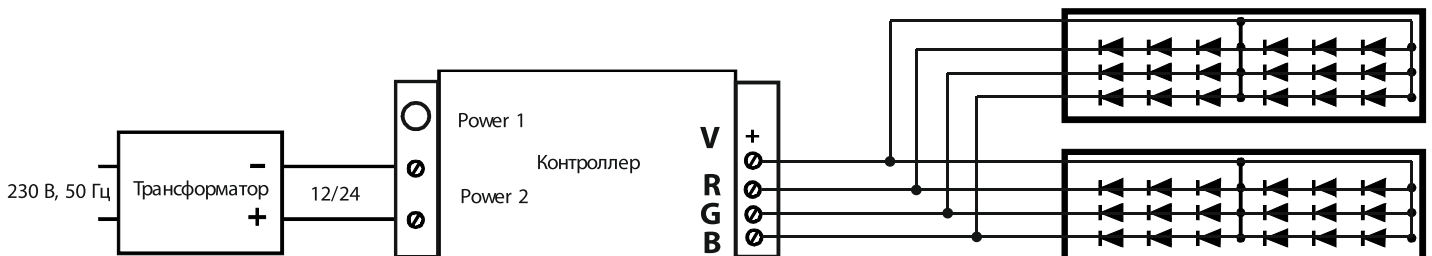 230 В, 50 Гц
Трансформатор
−
+
12/24
Power 1
Power 2
Контроллер
V +
R
G
B